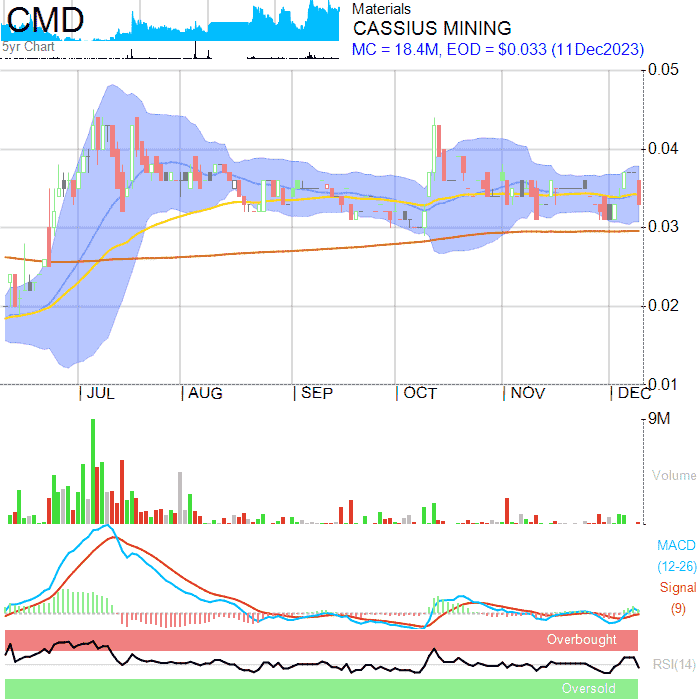 CMD
5yr Chart
Materials
CASSIUS MINING
MC = 18.4M, EOD = $0.033 (11Dec2023)
0.05
0.04
0.03
0.02
0.01
JUL AUG SEP OCT NOV DEC
9M
Volume
MACD
(12-26)
Signal
(9)
Overbought
RSI(14)
Oversold